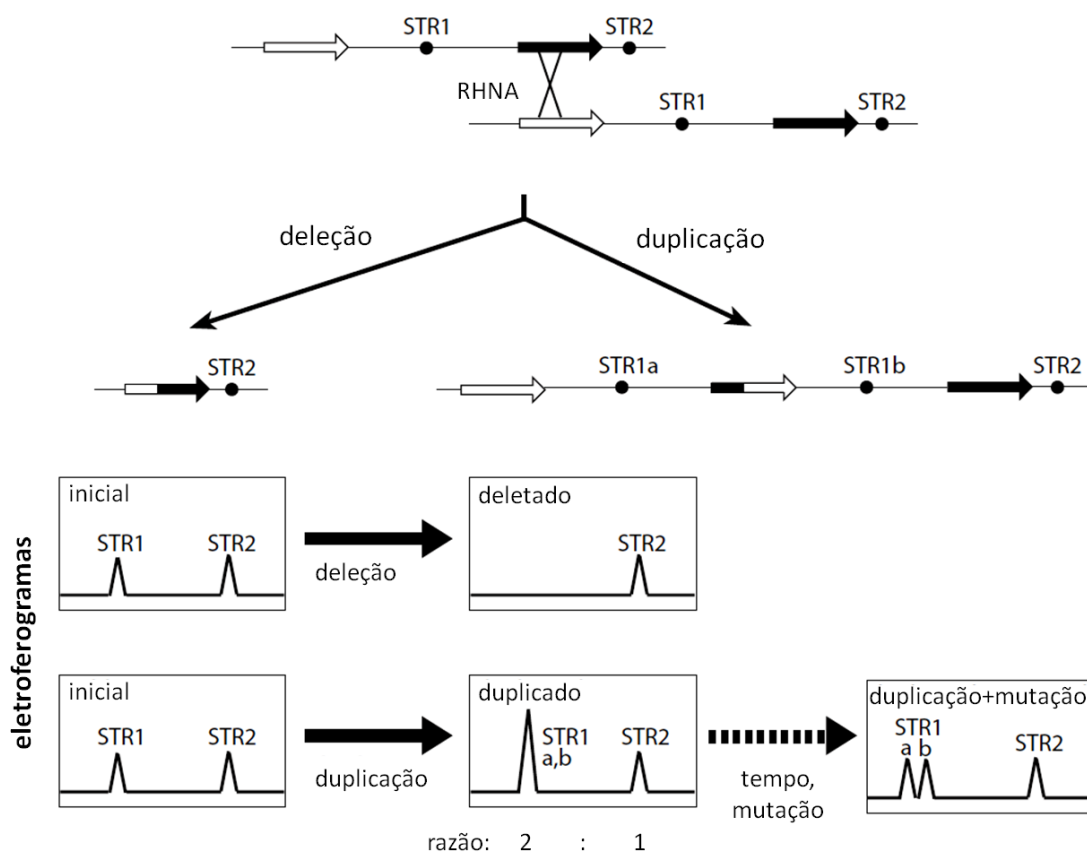 STR1 STR2
RHNA
STR1 STR2
deleção duplicação
STR2
STR1a STR1b STR2
eletroferogramas
inicial
STR1 STR2
deleção
deletado
STR2
inicial
STR1 STR2
duplicação
duplicado
STR1
a,b
STR2
tempo,
mutação
duplicação+mutação
STR1
a b
STR2
razão: 2 : 1